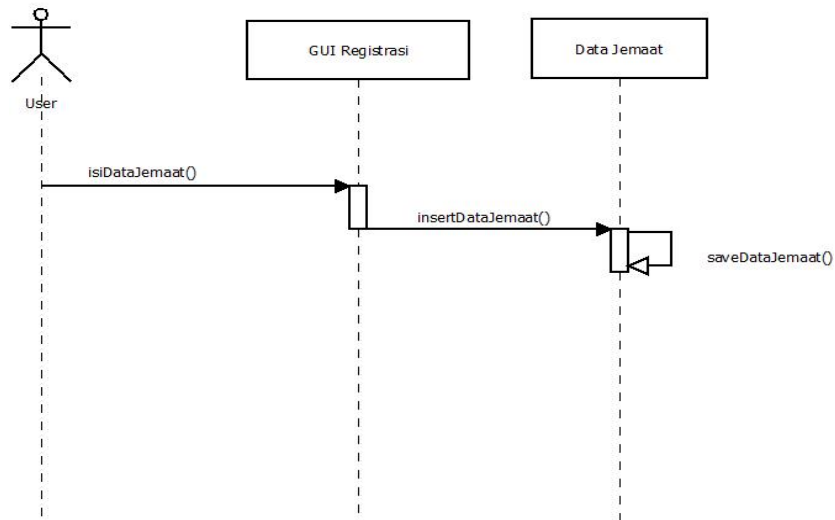 GUI Registrasi
Data Jemaat
User
isiDataJemaat()
insertDataJemaat()
saveDataJemaat()